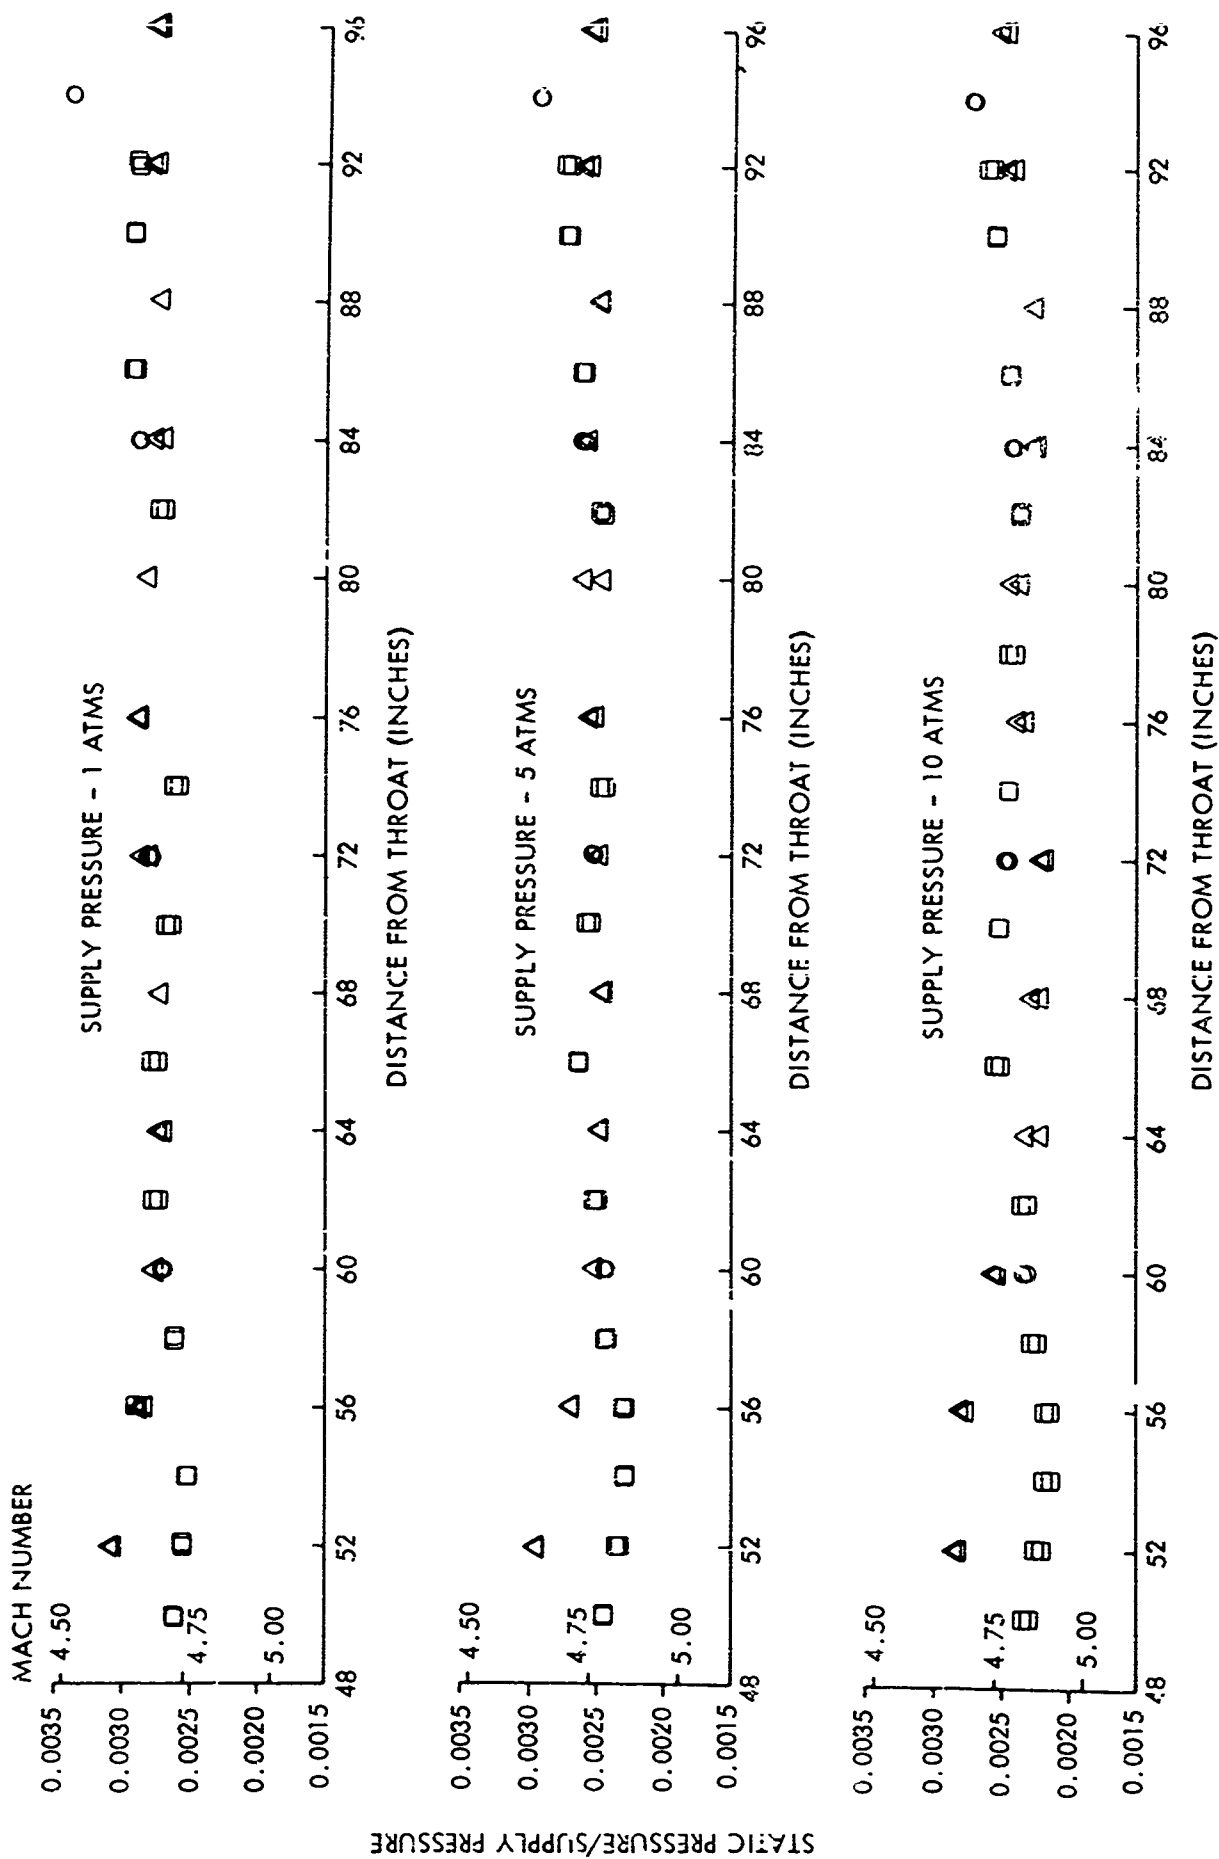 MACH NUMBER
STATIC PRESSURE/SUPPLY PRESSURE
SUPPLY PRESSURE - 1 ATMS
0.0035
0.0030
0.0025
0.0020
0.0015
4.50
4.75
5.00
48 52 56 60 64 68 72 76 80 84 88 92 96
DISTANCE FROM THROAT (INCHES)
SUPPLY PRESSURE - 5 ATMS
0.0035
0.0030
0.0025
0.0020
0.0015
4.50
4.75
5.00
48 52 56 60 64 68 72 76 80 84 88 92 96
DISTANCE FROM THROAT (INCHES)
SUPPLY PRESSURE - 10 ATMS
0.0035
0.0030
0.0025
0.0020
0.0015
4.50
4.75
5.00
48 52 56 60 64 68 72 76 80 84 88 92 96
DISTANCE FROM THROAT (INCHES)